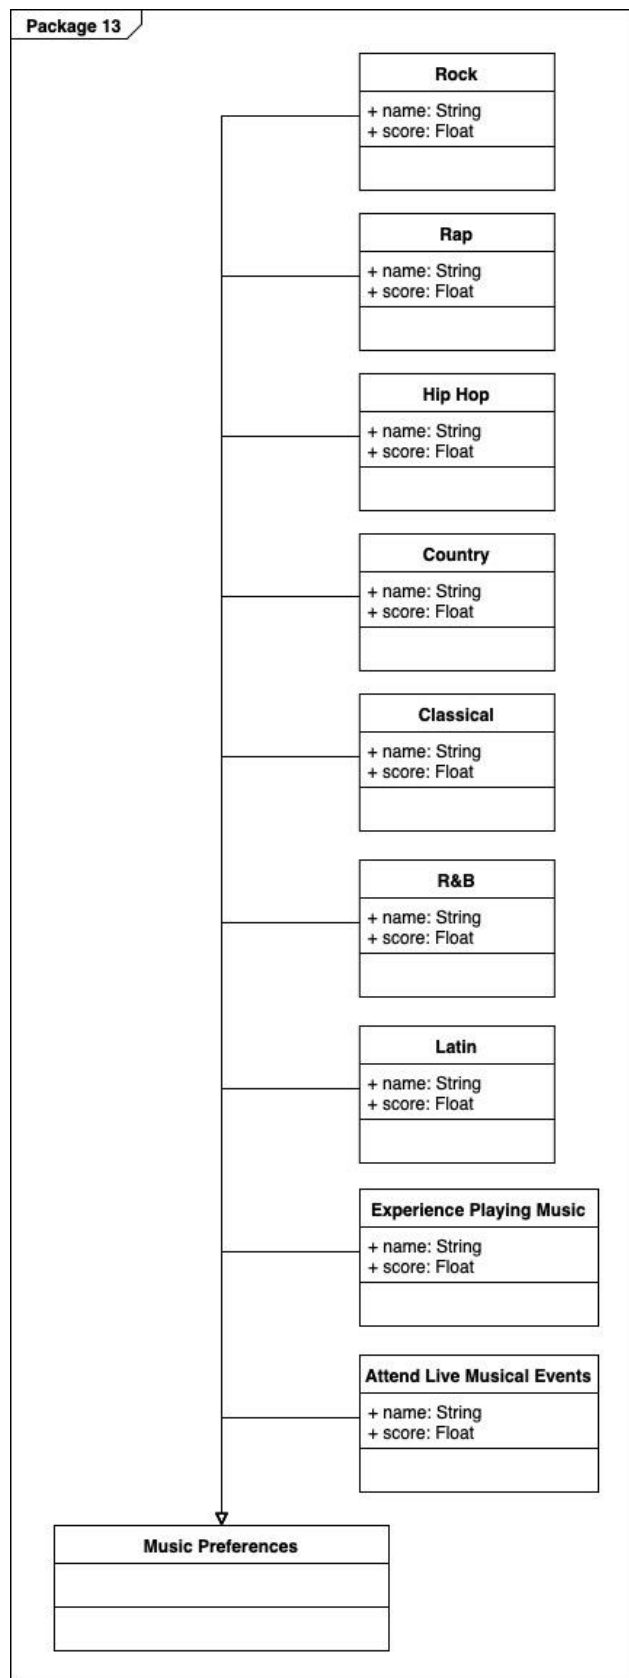 Package 13
Rock
+ name: String
+ score: Float
Rap
+ name: String
+ score: Float
Hip Hop
+ name: String
+ score: Float
Country
+ name: String
+ score: Float
Classical
+ name: String
+ score: Float
R&B
+ name: String
+ score: Float
Latin
+ name: String
+ score: Float
Experience Playing Music
+ name: String
+ score: Float
Attend Live Musical Events
+ name: String
+ score: Float
Music Preferences